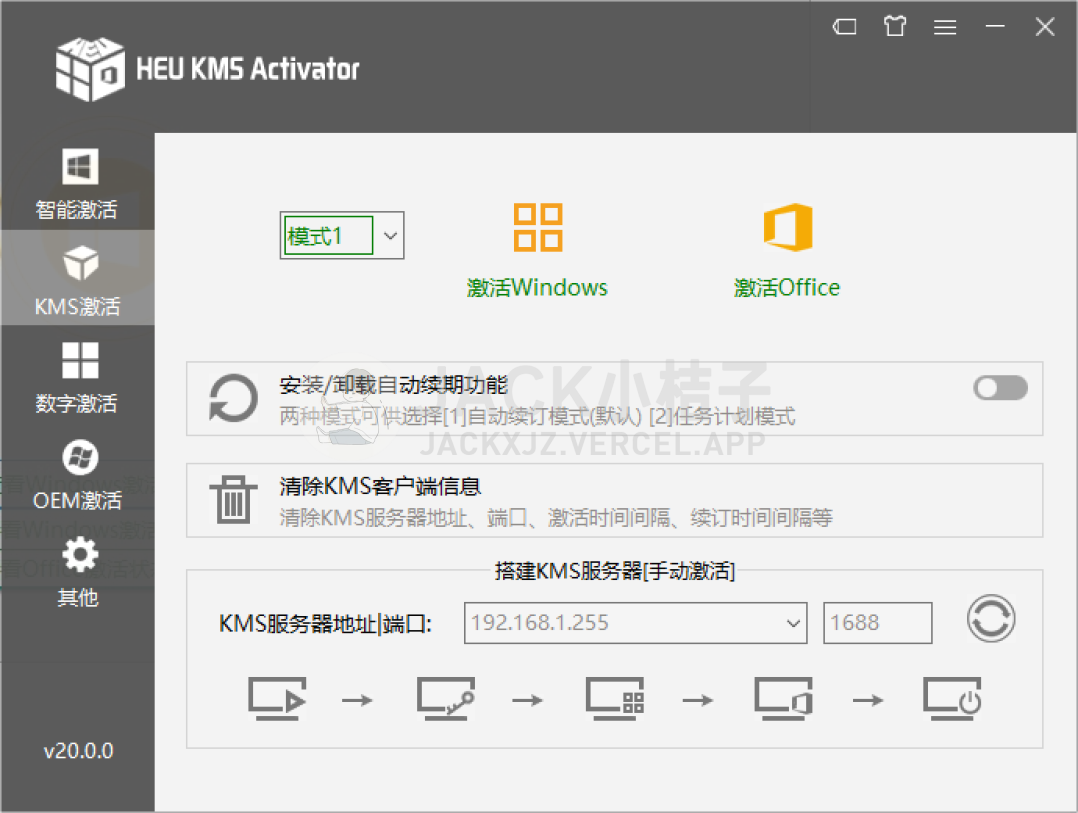 HEU KMS Activator
智能激活
KMS激活
数字激活
OEM激活
其他
v20.0.0
模式1
激活Windows
激活Office
安装/卸载自动续期功能
两种模式可供选择[1]自动续订模式(默认) [2]任务计划模式
JACK小桔子
JACKXJZ.VERCEL.APP
清除KMS客户端信息
清除KMS服务器地址、端口、激活时间间隔、续订时间间隔等
搭建KMS服务器[手动激活]
KMS服务器地址|端口:
192.168.1.255
1688